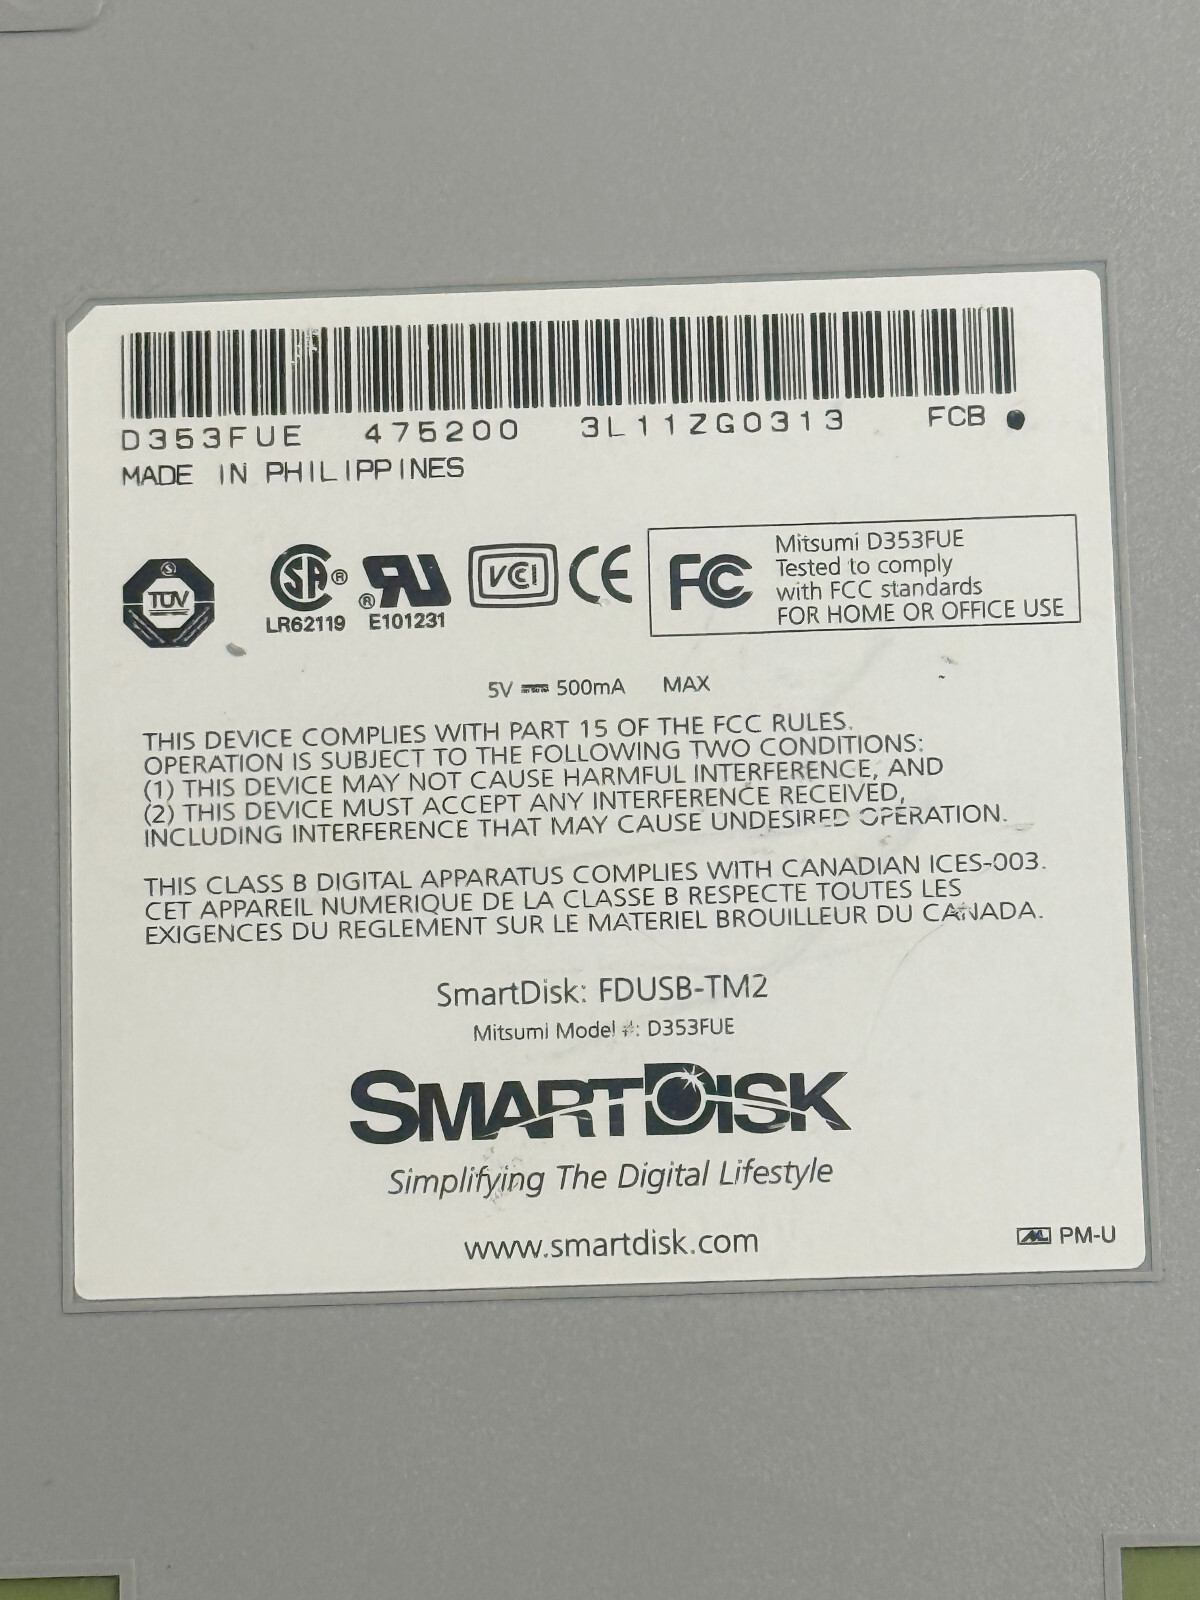 D353FUE 475200 3L11ZG0313 FCB
MADE IN PHILIPPINES
S
TÜV
SA ®
LR62119
® RU
E101231
VCI
CE
FC
Mitsumi D353FUE
Tested to comply
with FCC standards
FOR HOME OR OFFICE USE
5V 500mA MAX
THIS DEVICE COMPLIES WITH PART 15 OF THE FCC RULES.
OPERATION IS SUBJECT TO THE FOLLOWING TWO CONDITIONS:
(1) THIS DEVICE MAY NOT CAUSE HARMFUL INTERFERENCE, AND
(2) THIS DEVICE MUST ACCEPT ANY INTERFERENCE RECEIVED,
INCLUDING INTERFERENCE THAT MAY CAUSE UNDESIRED OPERATION.
THIS CLASS B DIGITAL APPARATUS COMPLIES WITH CANADIAN ICES-003.
CET APPAREIL NUMERIQUE DE LA CLASSE B RESPECTE TOUTES LES
EXIGENCES DU REGLEMENT SUR LE MATERIEL BROUILLEUR DU CANADA.
SmartDisk: FDUSB-TM2
Mitsumi Model #: D353FUE
SMARTDISK
Simplifying The Digital Lifestyle
www.smartdisk.com
PM-U